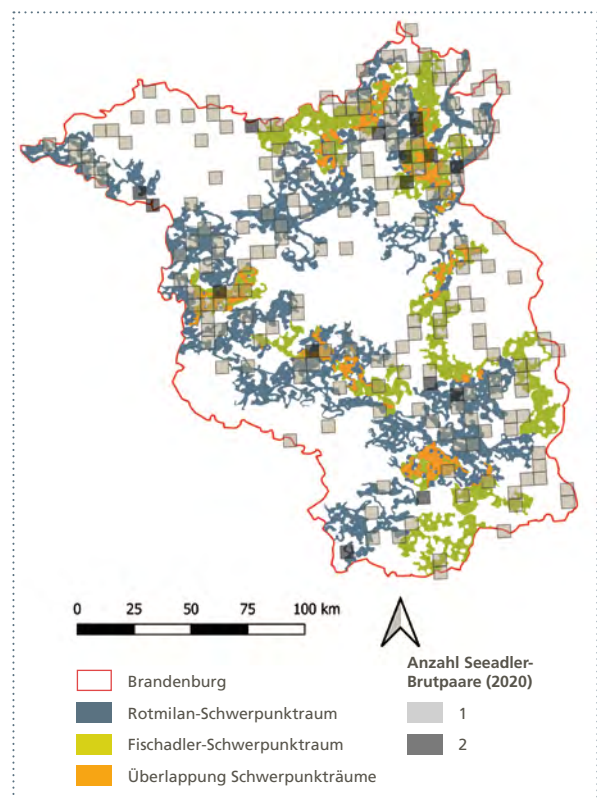 0 25 50 75 100 km
Brandenburg
Rotmilan-Schwerpunktraum
Fischadler-Schwerpunktraum
Überlappung Schwerpunkträume
Anzahl Seeadler-
Brutpaare (2020)
1
2